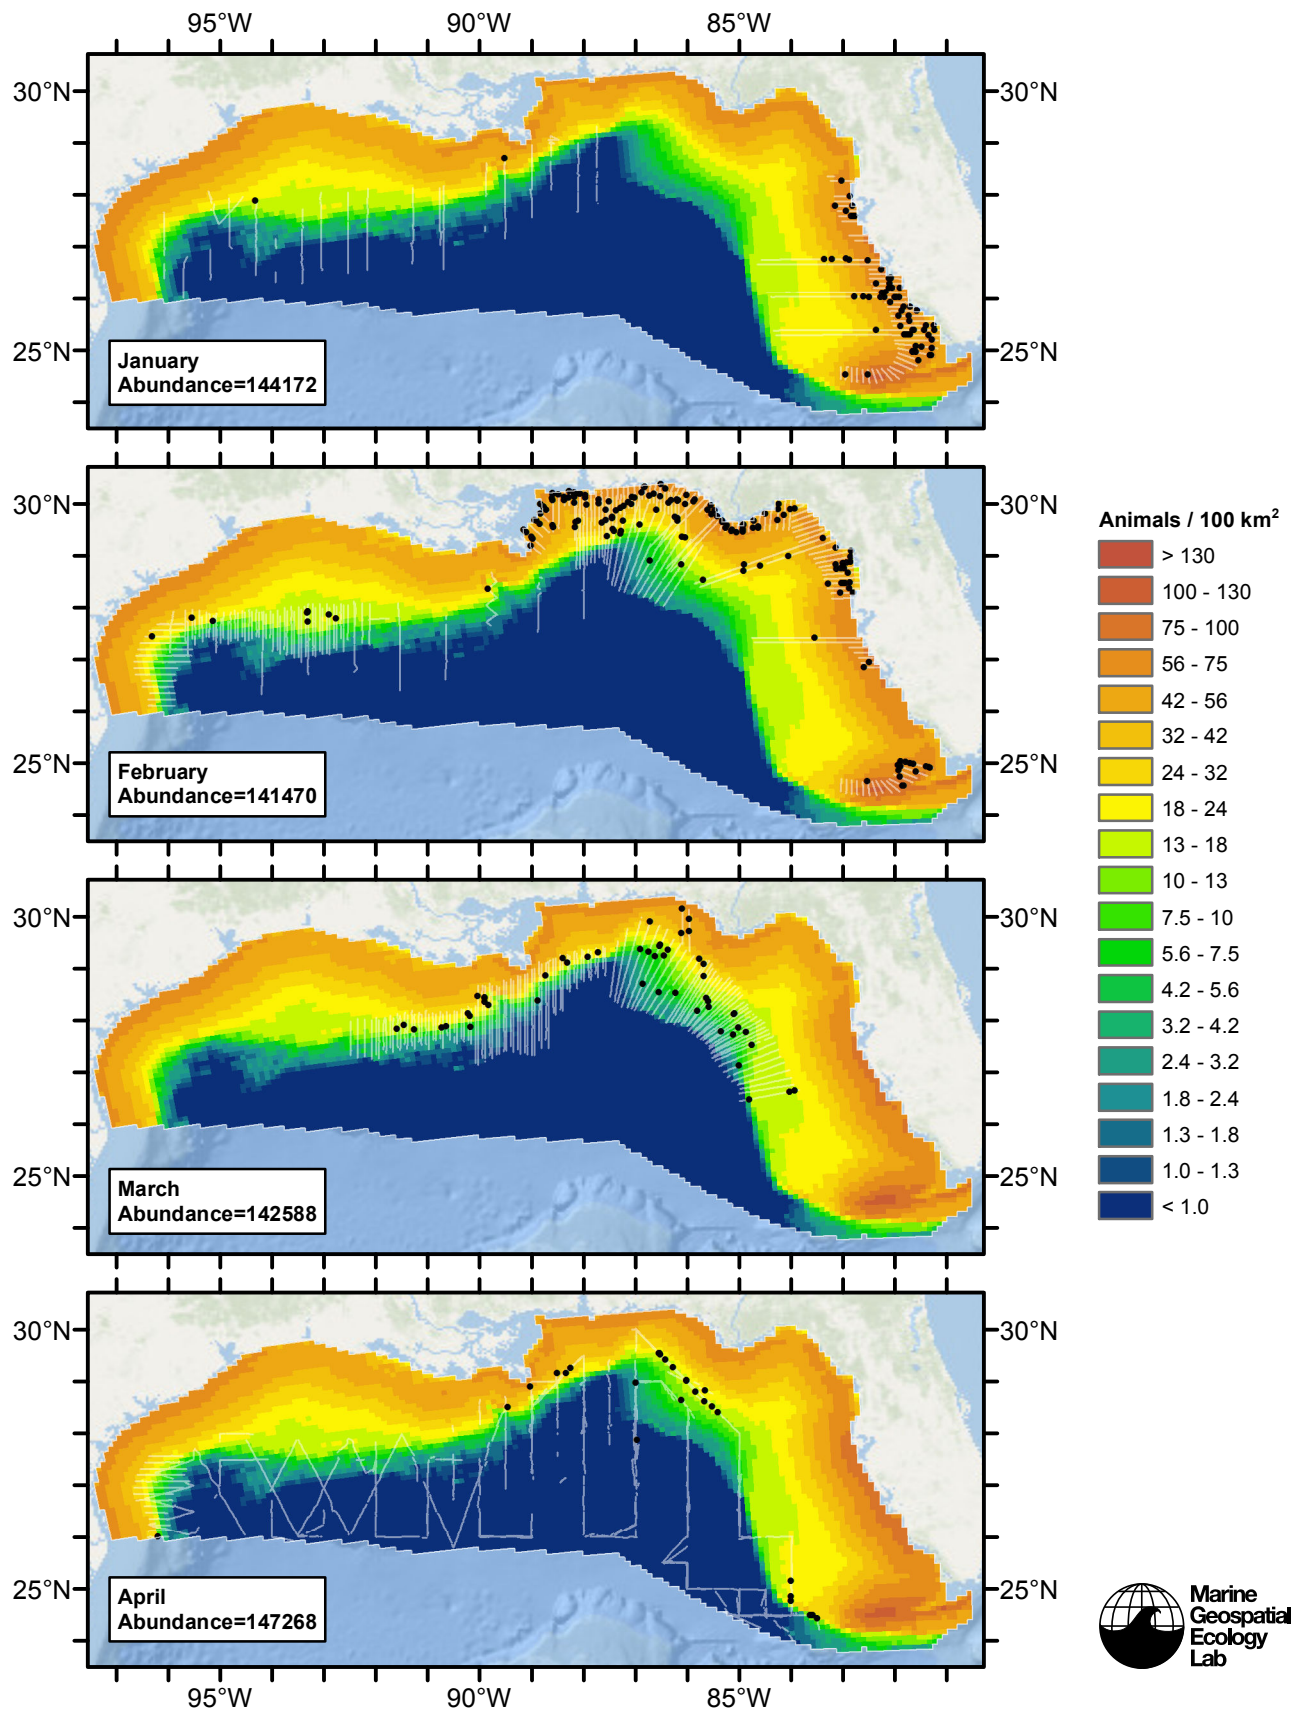 95°W 90°W 85°W
30°N 30°N
25°N 25°N
January
Abundance=144172
30°N 30°N
25°N 25°N
February
Abundance=141470
30°N 30°N
25°N 25°N
March
Abundance=142588
30°N 30°N
25°N 25°N
April
Abundance=147268
95°W 90°W 85°W
Animals / 100 km²
> 130
100 - 130
75 - 100
56 - 75
42 - 56
32 - 42
24 - 32
18 - 24
13 - 18
10 - 13
7.5 - 10
5.6 - 7.5
4.2 - 5.6
3.2 - 4.2
2.4 - 3.2
1.8 - 2.4
1.3 - 1.8
1.0 - 1.3
< 1.0
Marine
Geospatial
Ecology
Lab